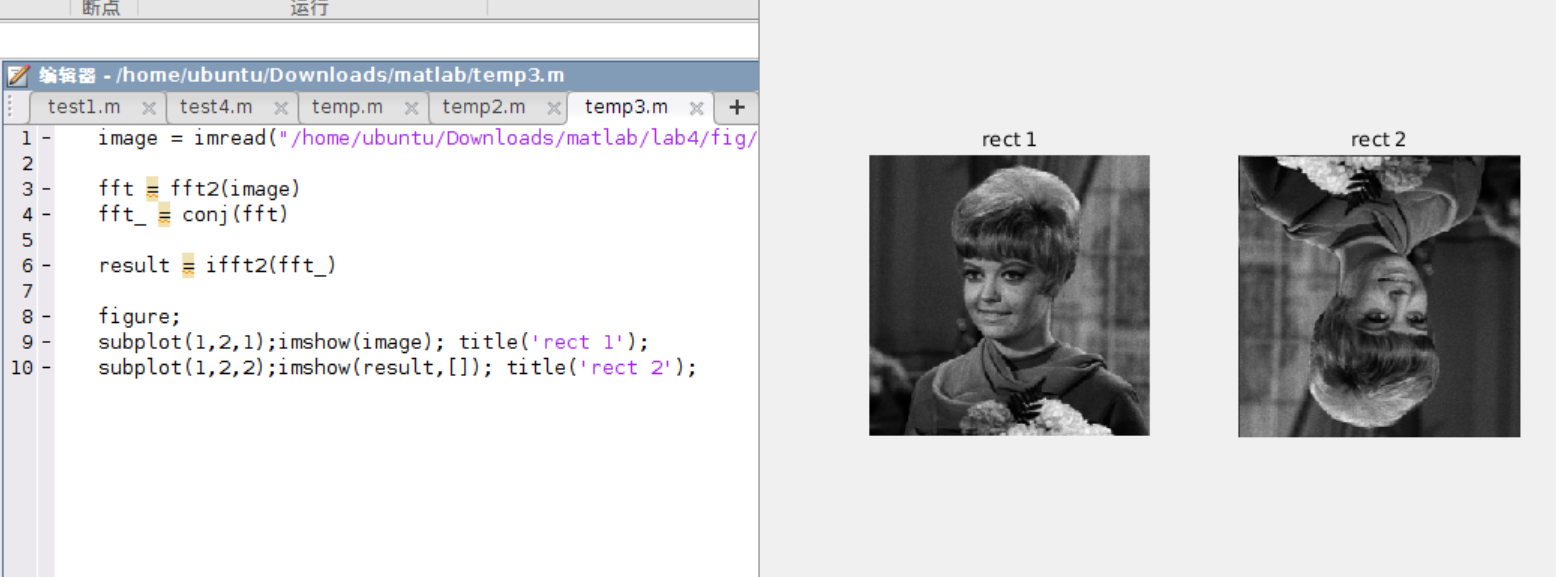 断点 运行
编辑器 - /home/ubuntu/Downloads/matlab/temp3.m
test1.m test4.m temp.m temp2.m temp3.m +
1 - image = imread("/home/ubuntu/Downloads/matlab/lab4/fig/
2
3 - fft = fft2(image)
4 - fft_ = conj(fft)
5
6 - result = ifft2(fft_)
7
8 - figure;
9 - subplot(1,2,1);imshow(image); title('rect 1');
10 - subplot(1,2,2);imshow(result,[]); title('rect 2');
rect 1
rect 2